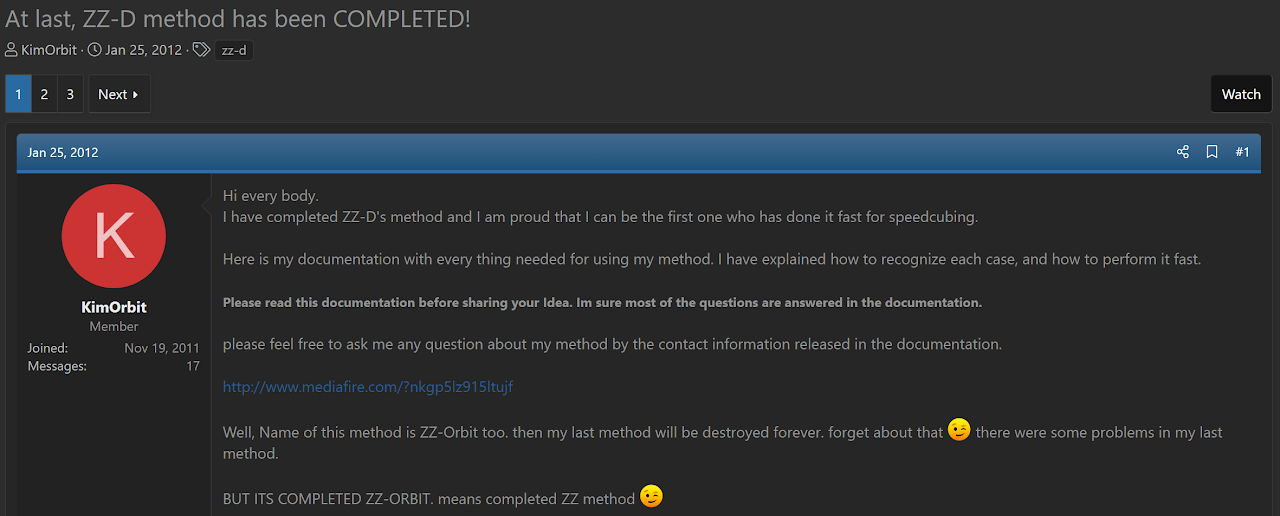 At last, ZZ-D method has been COMPLETED!
KimOrbit · Jan 25, 2012 · zz-d
1 2 3 Next
Watch
Jan 25, 2012 #1
K
KimOrbit
Member
Joined: Nov 19, 2011
Messages: 17
Hi every body.
I have completed ZZ-D's method and I am proud that I can be the first one who has done it fast for speedcubing.
Here is my documentation with every thing needed for using my method. I have explained how to recognize each case, and how to perform it fast.
Please read this documentation before sharing your Idea. Im sure most of the questions are answered in the documentation.
please feel free to ask me any question about my method by the contact information released in the documentation.
http://www.mediafire.com/?nkgp5lz915ltujf
Well, Name of this method is ZZ-Orbit too. then my last method will be destroyed forever. forget about that 😉 there were some problems in my last
method.
BUT ITS COMPLETED ZZ-ORBIT. means completed ZZ method 😉